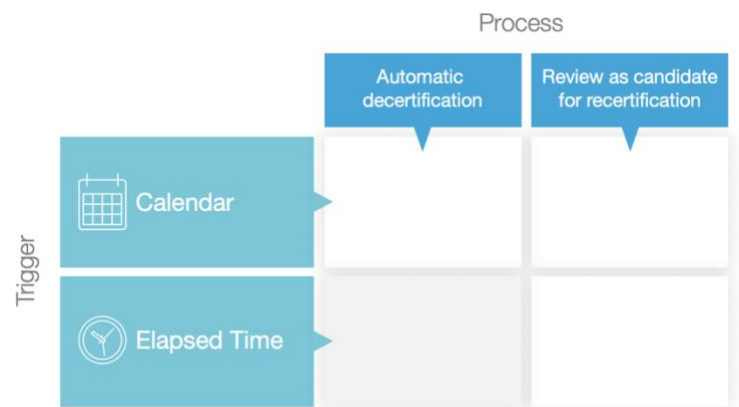 Process
Automatic
decertification
Review as candidate
for recertification
Trigger
Calendar
Elapsed Time